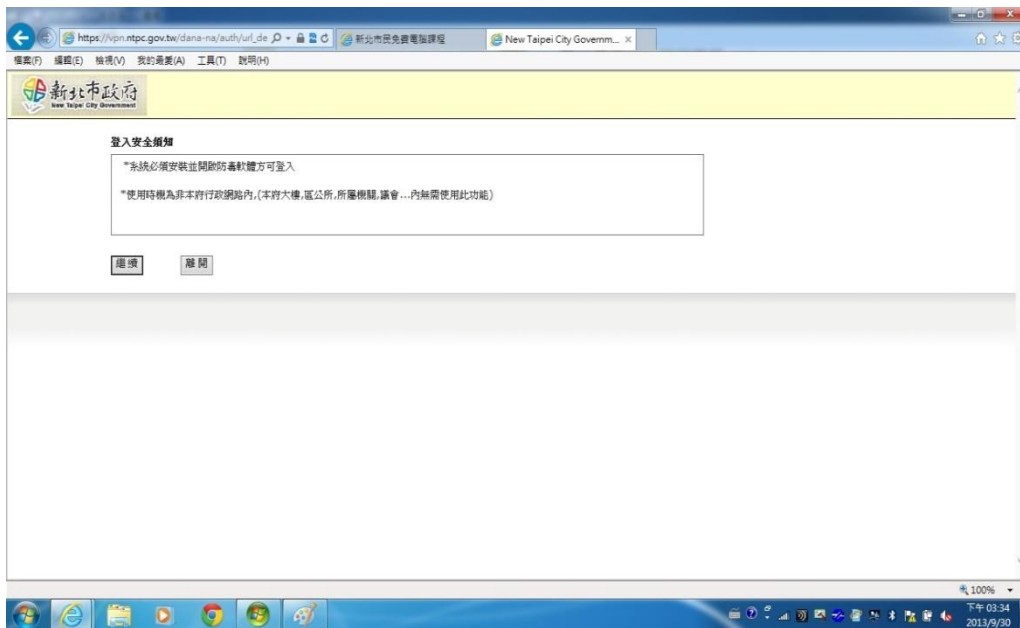 https://vpn.ntpc.gov.tw/dana-na/auth/url_de
新北市民免費電腦課程
New Taipei City Governm...
檔案(F) 編輯(E) 檢視(V) 我的最愛(A) 工具(T) 說明(H)
新北市政府
New Taipei City Government
登入安全須知
*系統必須安裝並開啟防毒軟體方可登入
*使用時機為非本府行政網路內,(本府大樓,區公所,所屬機關,議會...內無需使用此功能)
繼續 離開
100%
下午 03:34
2013/9/30